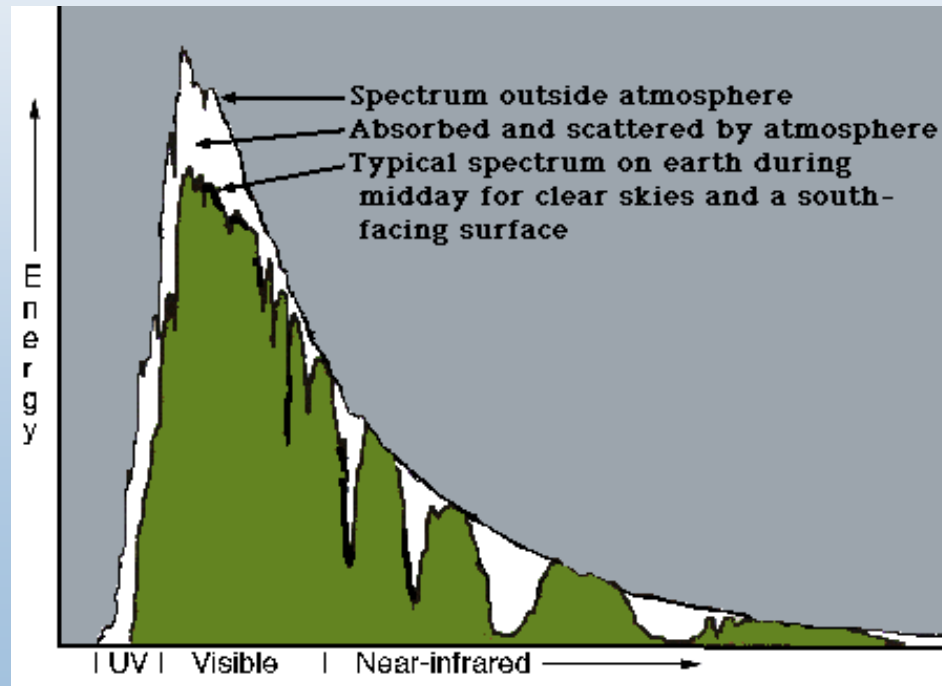 Spectrum outside atmosphere
Absorbed and scattered by atmosphere
Typical spectrum on earth during
midday for clear skies and a south-
facing surface
Energy
| UV | Visible | Near-infrared